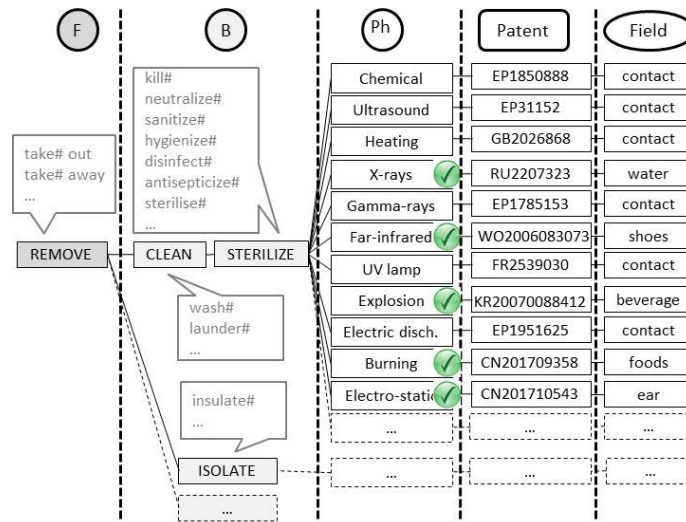 F
B
Ph
Patent
Field
kill#
neutralize#
sanitize#
hygienize#
disinfect#
antisepticize#
sterilise#
...
take# out
take# away
...
REMOVE
CLEAN
STERILIZE
wash#
launder#
...
insulate#
...
ISOLATE
...
Chemical EP1850888 contact
Ultrasound EP31152 contact
Heating GB2026868 contact
X-rays RU2207323 water
Gamma-rays EP1785153 contact
Far-infrared WO2006083073 shoes
UV lamp FR2539030 contact
Explosion KR20070088412 beverage
Electric disch. EP1951625 contact
Burning CN201709358 foods
Electro-static CN201710543 ear
... ... ...
... ... ...